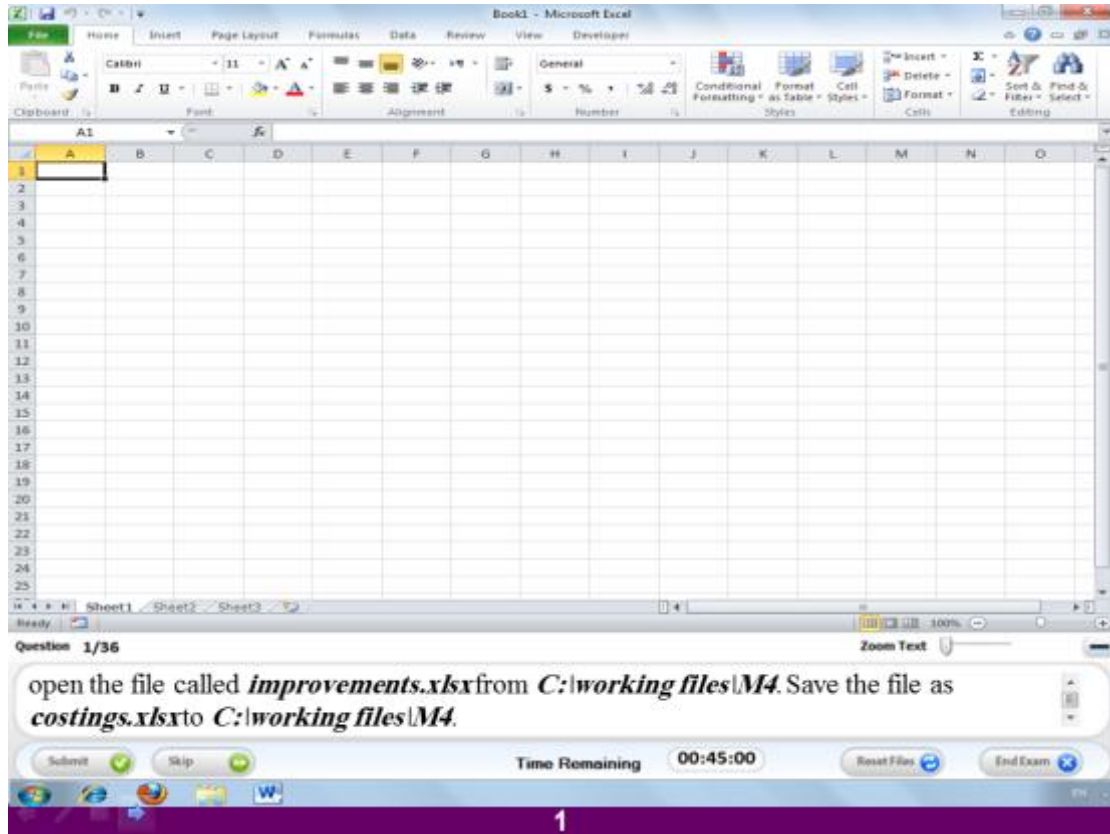 Book1 - Microsoft Excel
File Home Insert Page Layout Formulas Data Review View Developer
Calibri 11 A A General Insert Σ
Paste B I U A $ % , Conditional Format Cell Delete Sort & Find &
Formatting as Table Styles Format Filter Select
Clipboard Font Alignment Number Styles Cells Editing
A1 fx
A B C D E F G H I J K L M N O
1
2
3
4
5
6
7
8
9
10
11
12
13
14
15
16
17
18
19
20
21
22
23
24
25
Sheet1 Sheet2 Sheet3
Ready 100%
Question 1/36 Zoom Text
open the file called improvements.xlsxfrom C:\working files\M4. Save the file as
costings.xlsxto C:\working files\M4.
Submit Skip Time Remaining 00:45:00 Reset Files End Exam
W
EN
1